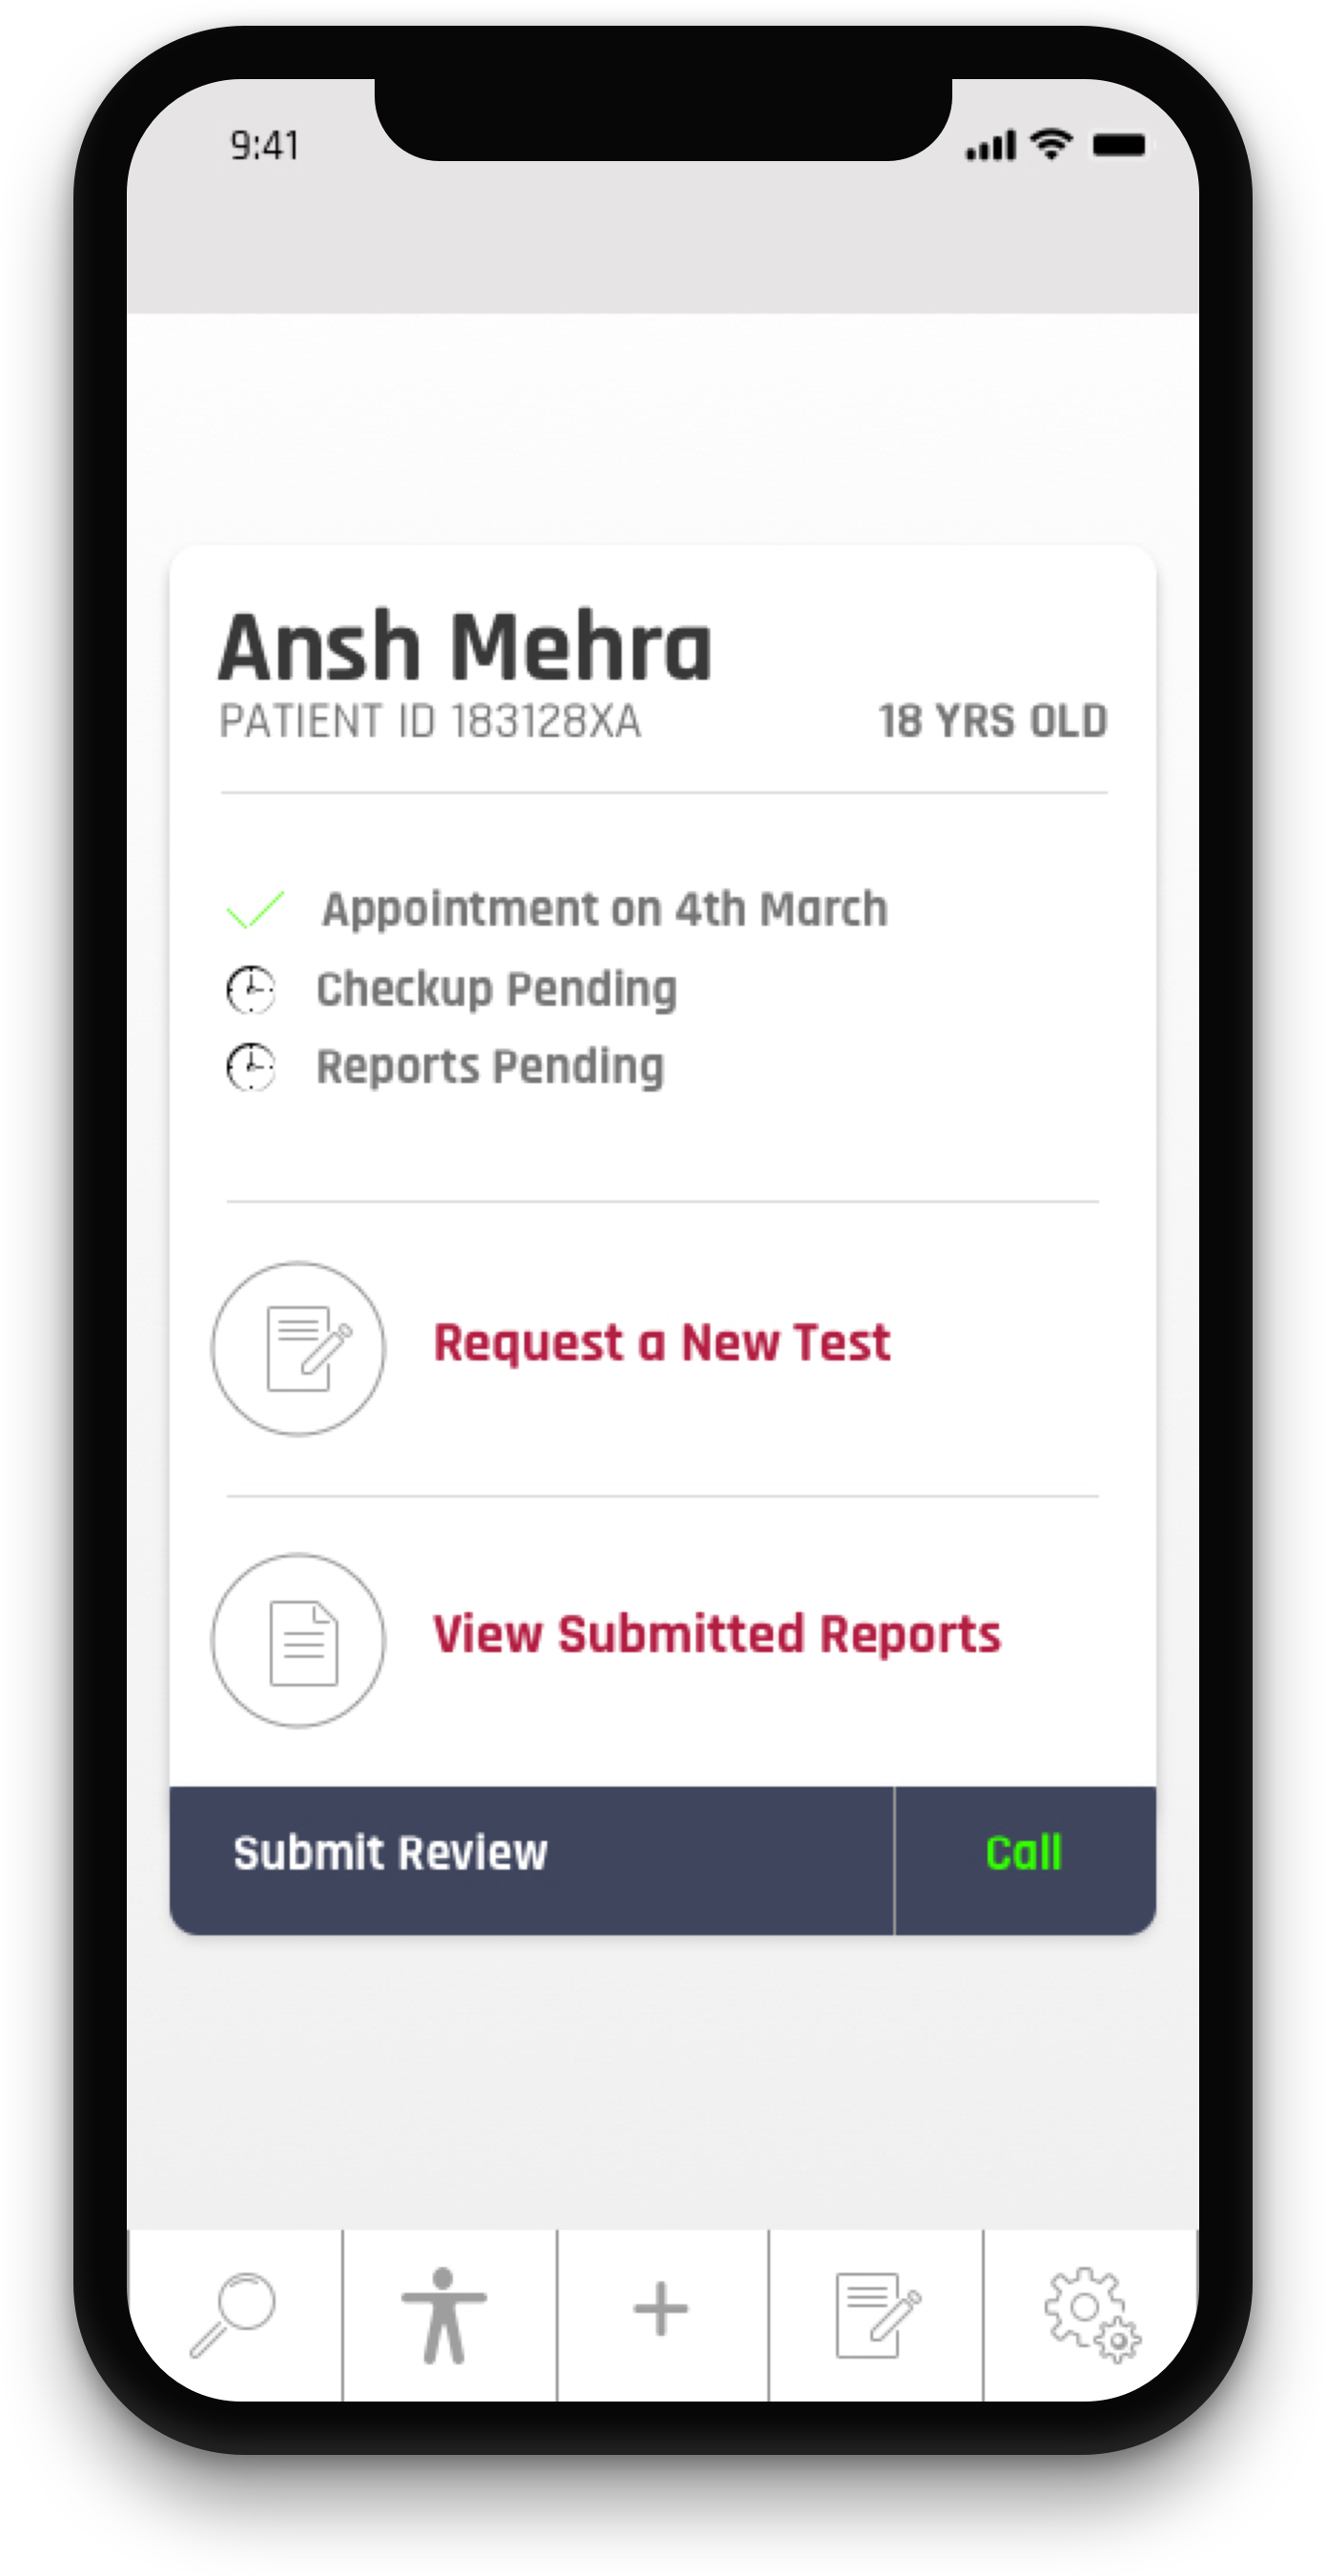 9:41
Ansh Mehra
PATIENT ID 183128XA 18 YRS OLD
Appointment on 4th March
Checkup Pending
Reports Pending
Request a New Test
View Submitted Reports
Submit Review Call